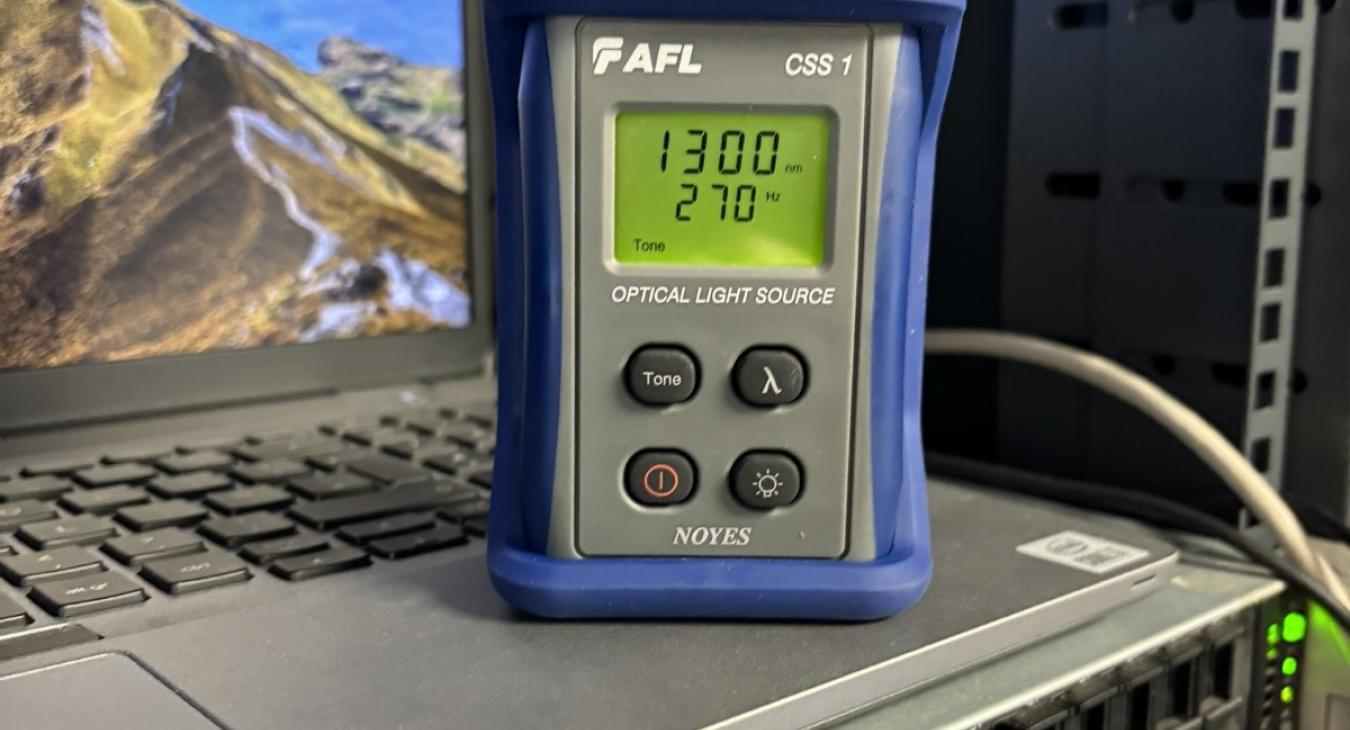 AFL
CSS 1
1300 nm
270 Hz
Tone
OPTICAL LIGHT SOURCE
Tone
λ
NOYES